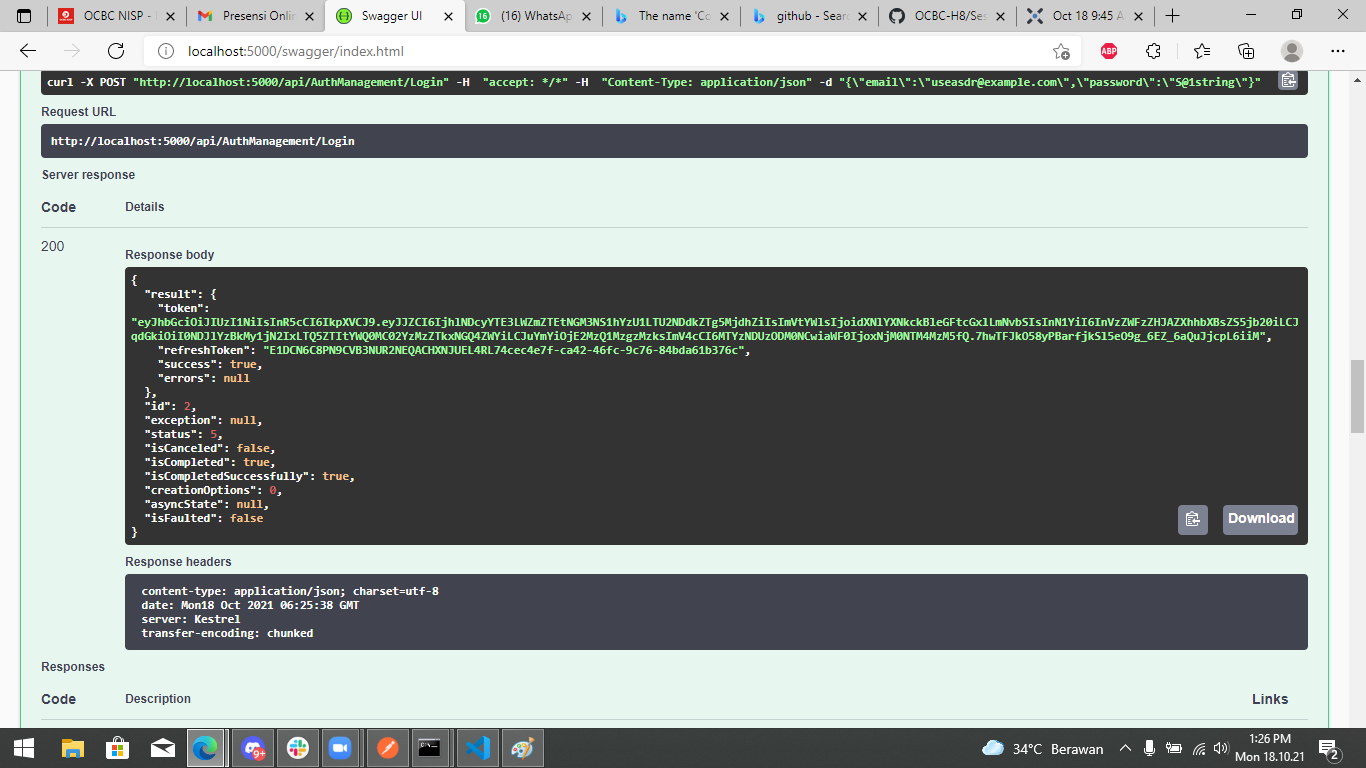 OCBC NISP -
Presensi Onlin
Swagger UI
(16) WhatsAp
The name 'Co
github - Sear
OCBC-H8/Ses
Oct 18 9:45 A
localhost:5000/swagger/index.html
ABP
curl -X POST "http://localhost:5000/api/AuthManagement/Login" -H  "accept: */*" -H  "Content-Type: application/json" -d "{\"email\":\"useasdr@example.com\",\"password\":\"S@1string\"}"
Request URL
http://localhost:5000/api/AuthManagement/Login
Server response
Code Details
200
Response body
{
"result": {
"token":
"refreshToken": "E1DCN6C8PN9CVB3NUR2NEQACHXNJUEL4RL74cec4e7f-ca42-46fc-9c76-84bda61b376c",
"success": true,
"errors": null
},
"id": 2,
"exception": null,
"status": 5,
"isCanceled": false,
"isCompleted": true,
"isCompletedSuccessfully": true,
"creationOptions": 0,
"asyncState": null,
"isFaulted": false
}
Download
Response headers
content-type: application/json; charset=utf-8
date: Mon18 Oct 2021 06:25:38 GMT
server: Kestrel
transfer-encoding: chunked
Responses
Code Description Links
9+
34°C Berawan
1:26 PM
Mon 18.10.21
2